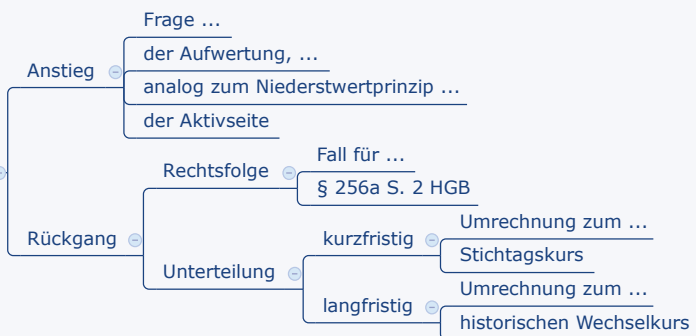 Frage ...
der Aufwertung, ...
Anstieg
analog zum Niederstwertprinzip ...
der Aktivseite
Fall für ...
Rechtsfolge
§ 256a S. 2 HGB
Umrechnung zum ...
Rückgang
kurzfristig
Stichtagskurs
Unterteilung
Umrechnung zum ...
langfristig
historischen Wechselkurs